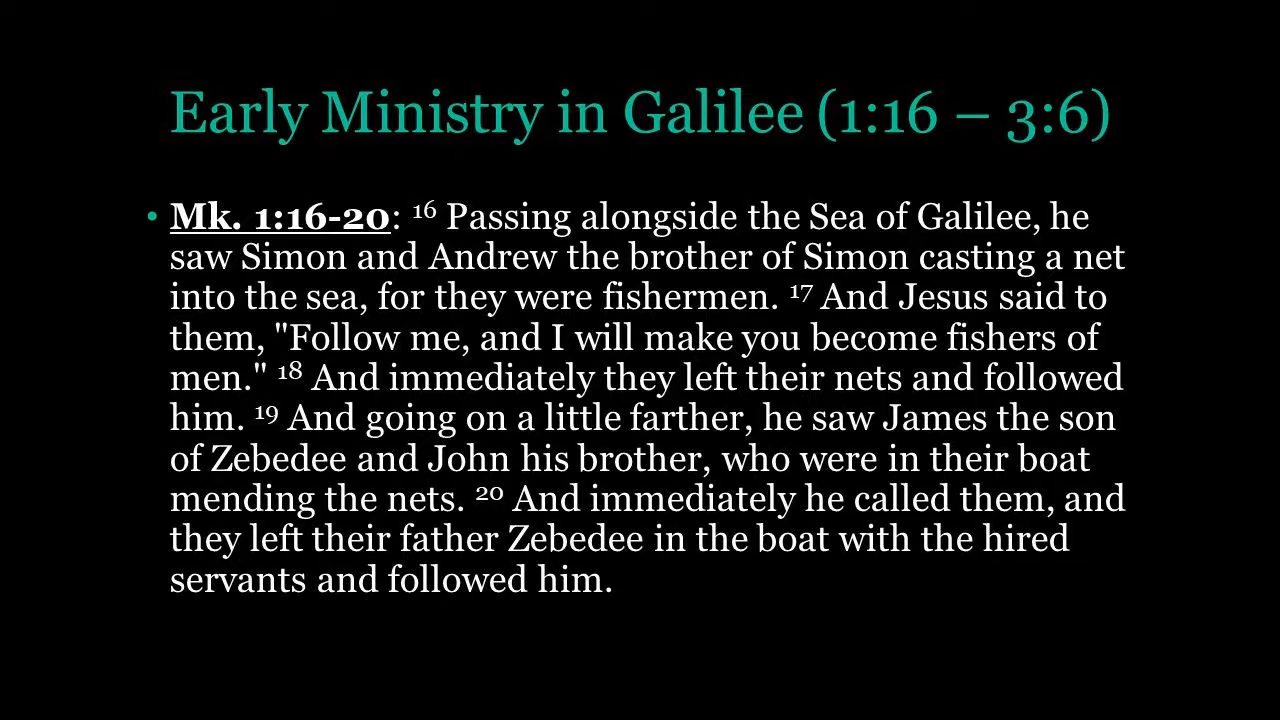 Early Ministry in Galilee (1:16 – 3:6)
• Mk. 1:16-20: 16 Passing alongside the Sea of Galilee, he
saw Simon and Andrew the brother of Simon casting a net
into the sea, for they were fishermen. 17 And Jesus said to
them, "Follow me, and I will make you become fishers of
men." 18 And immediately they left their nets and followed
him. 19 And going on a little farther, he saw James the son
of Zebedee and John his brother, who were in their boat
mending the nets. 20 And immediately he called them, and
they left their father Zebedee in the boat with the hired
servants and followed him.